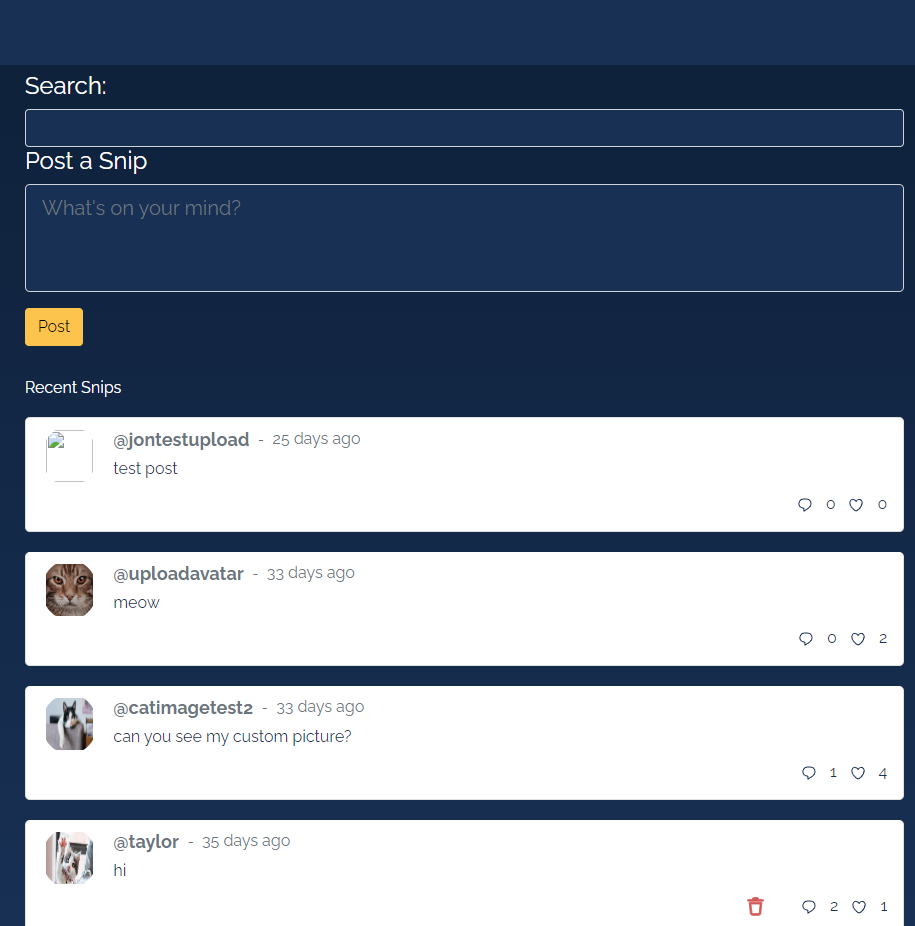 Search:
Post a Snip
What's on your mind?
Post
Recent Snips
@jontestupload - 25 days ago
test post
0 0
@uploadavatar - 33 days ago
meow
0 2
@catimagetest2 - 33 days ago
can you see my custom picture?
1 4
@taylor - 35 days ago
hi
2 1